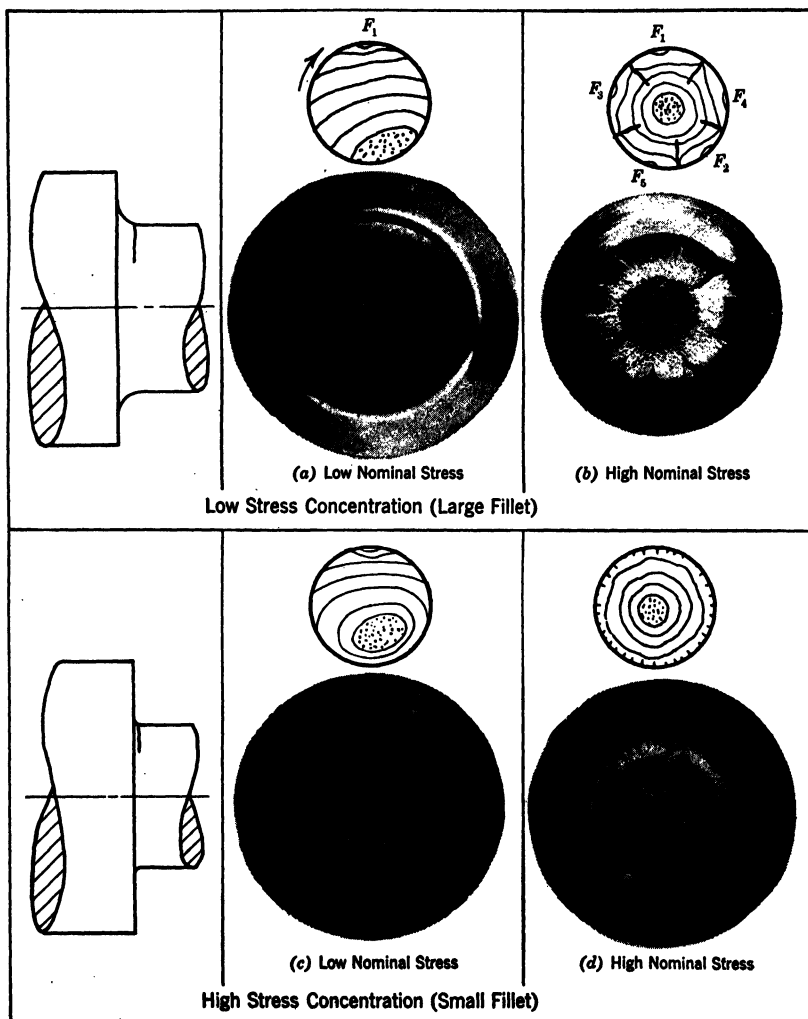 F1
F1
F3
F4
F5
F2
(a) Low Nominal Stress
(b) High Nominal Stress
Low Stress Concentration (Large Fillet)
(c) Low Nominal Stress
(d) High Nominal Stress
High Stress Concentration (Small Fillet)